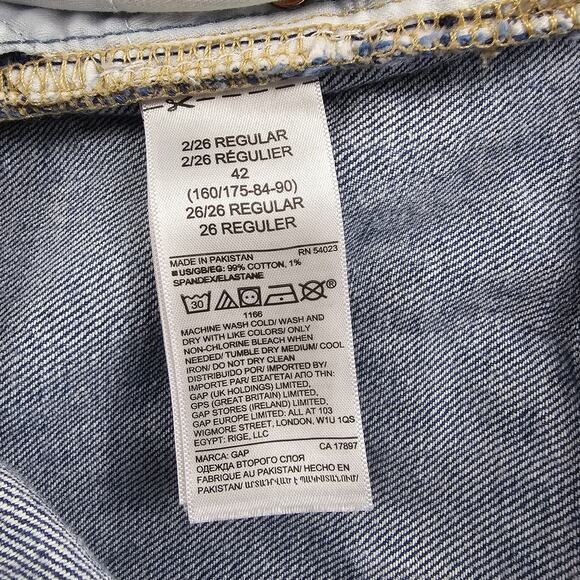 2/26 REGULAR
2/26 RÉGULIER
42
(160/175-84-90)
26/26 REGULAR
26 REGULER
MADE IN PAKISTAN RN 54023
US/GB/EG: 99% COTTON, 1%
SPANDEX/ELASTANE
30
1166
MACHINE WASH COLD/ WASH AND
DRY WITH LIKE COLORS/ ONLY
NON-CHLORINE BLEACH WHEN
NEEDED/ TUMBLE DRY MEDIUM/ COOL
IRON/ DO NOT DRY CLEAN
DISTRIBUIDO POR/ IMPORTED BY/
IMPORTE PAR/ ΕΙΣΑΓΕΤΑΙ ΑΠΟ ΤΗΝ:
GAP (UK HOLDINGS) LIMITED,
GPS (GREAT BRITAIN) LIMITED,
GAP STORES (IRELAND) LIMITED,
GAP EUROPE LIMITED: ALL AT 103
WIGMORE STREET, LONDON, W1U 1QS
EGYPT: RIGE, LLC
МАRCA: GAP CA 17897
ОДЕЖДА ВТОРОГО СЛОЯ
FABRIQUE AU PAKISTAN/ HECHO EN
PAKISTAN/ ԱՐՏԱԴՐՎԱԾ Է ՊԱԿԻՍՏԱՆՈՒՄ/